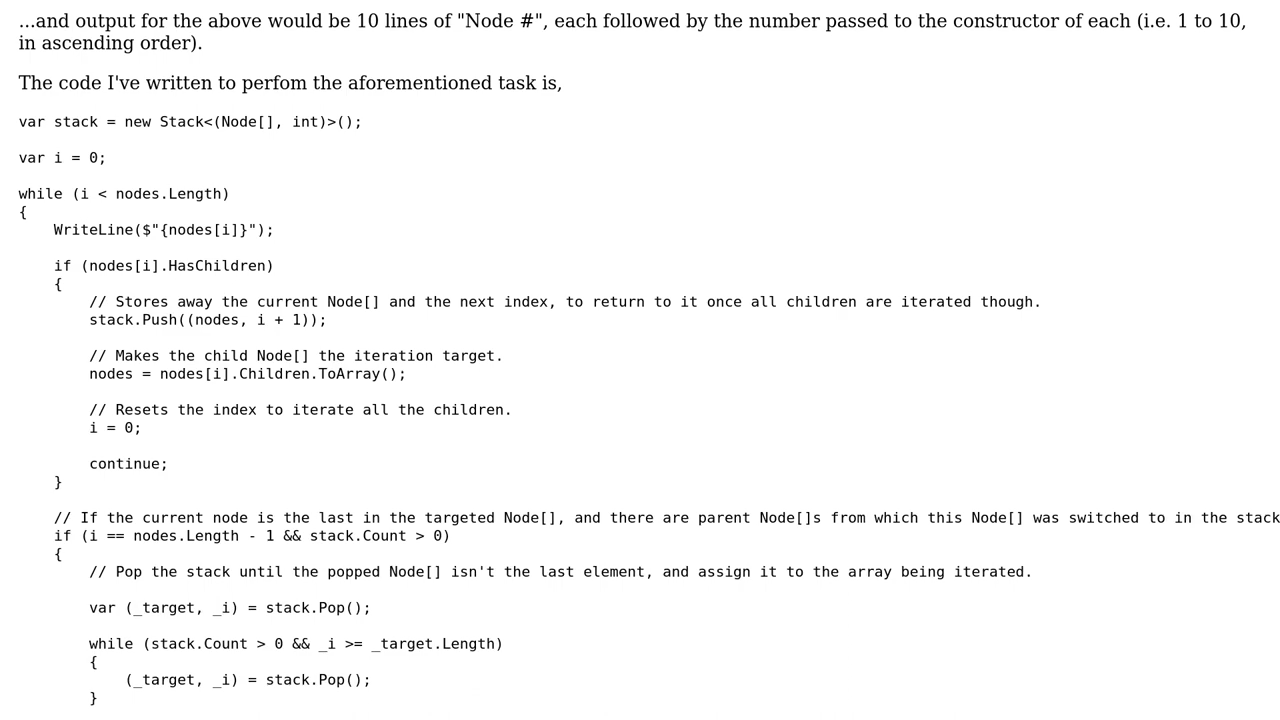 ...and output for the above would be 10 lines of "Node #", each followed by the number passed to the constructor of each (i.e. 1 to 10,
in ascending order).
The code I've written to perfom the aforementioned task is,
var stack = new Stack<(Node[], int)>();
var i = 0;
while (i < nodes.Length)
{
    WriteLine($"{nodes[i]}");
    if (nodes[i].HasChildren)
    {
        // Stores away the current Node[] and the next index, to return to it once all children are iterated though.
        stack.Push((nodes, i + 1));
        // Makes the child Node[] the iteration target.
        nodes = nodes[i].Children.ToArray();
        // Resets the index to iterate all the children.
        i = 0;
        continue;
    }
    // If the current node is the last in the targeted Node[], and there are parent Node[]s from which this Node[] was switched to in the stack
    if (i == nodes.Length - 1 && stack.Count > 0)
    {
        // Pop the stack until the popped Node[] isn't the last element, and assign it to the array being iterated.
        var (_target, _i) = stack.Pop();
        while (stack.Count > 0 && _i >= _target.Length)
        {
            (_target, _i) = stack.Pop();
        }